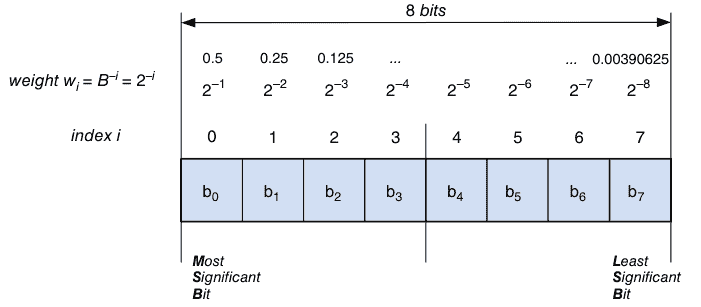 8 bits
0.5 0.25 0.125 ... ... 0.00390625
weight wᵢ = B⁻ⁱ = 2⁻ⁱ 2⁻¹ 2⁻² 2⁻³ 2⁻⁴ 2⁻⁵ 2⁻⁶ 2⁻⁷ 2⁻⁸
index i 0 1 2 3 4 5 6 7
b₀ b₁ b₂ b₃ b₄ b₅ b₆ b₇
Most Least
Significant Significant
Bit Bit